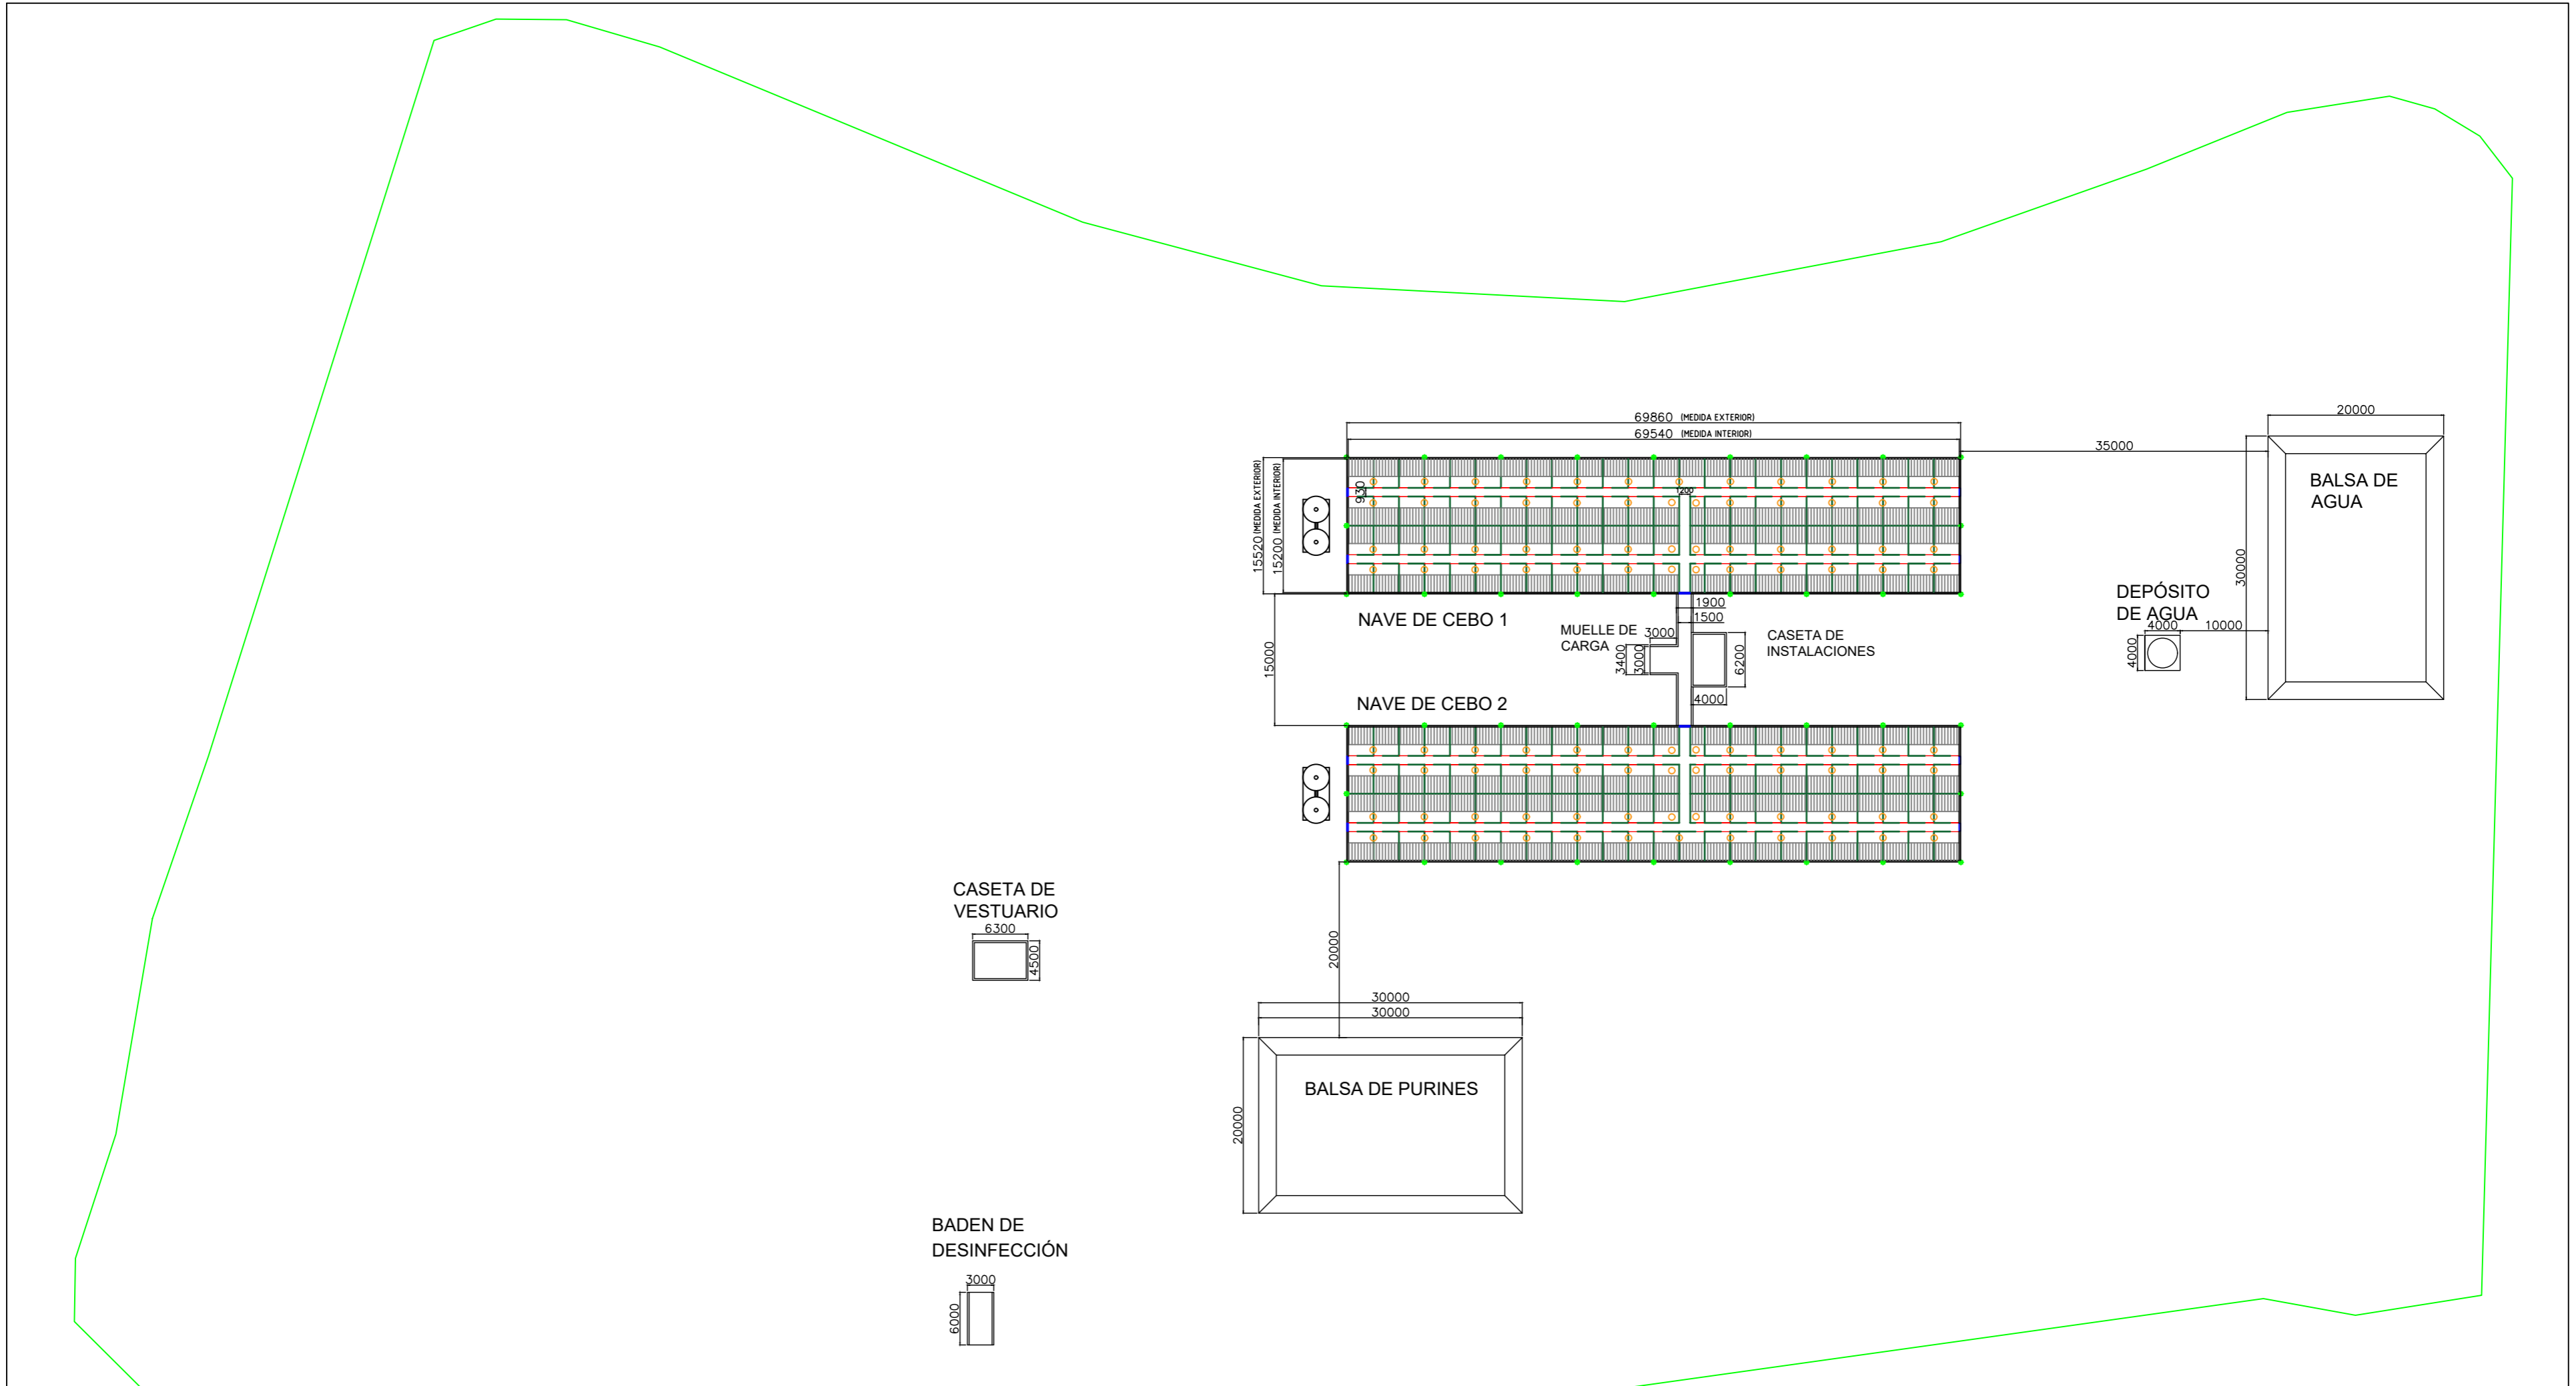 69860 (MEDIDA EXTERIOR)
69540 (MEDIDA INTERIOR)
20000
35000
15520 (MEDIDA EXTERIOR)
15200 (MEDIDA INTERIOR)
930
1200
BALSA DE
AGUA
30000
DEPÓSITO
DE AGUA
4000
10000
4000
NAVE DE CEBO 1
1900
1500
MUELLE DE
CARGA
3000
3400
3000
CASETA DE
INSTALACIONES
6200
4000
15000
NAVE DE CEBO 2
CASETA DE
VESTUARIO
6300
4500
20000
30000
30000
BALSA DE PURINES
20000
BADEN DE
DESINFECCIÓN
3000
6000